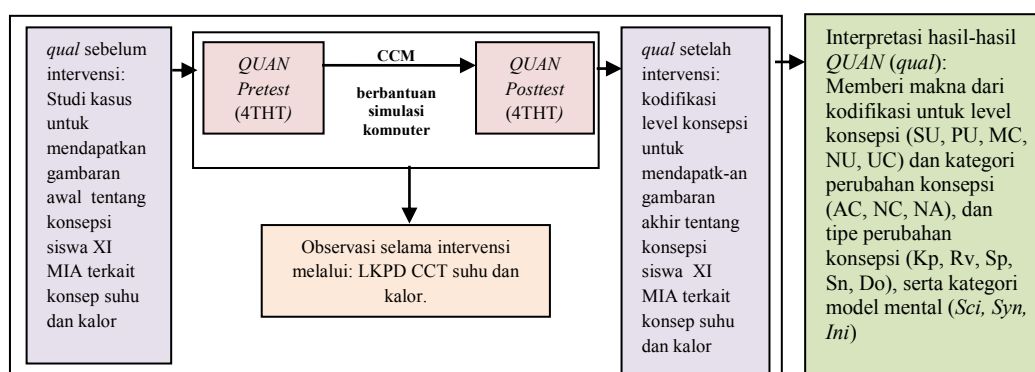 qual sebelum
intervensi:
Studi kasus
untuk
mendapatkan
gambaran
awal tentang
konsepsi
siswa XI
MIA terkait
konsep suhu
dan kalor
QUAN
Pretest
(4THT)
CCM
berbantuan
simulasi
komputer
QUAN
Posttest
(4THT)
Observasi selama intervensi
melalui: LKPD CCT suhu dan
kalor.
qual setelah
intervensi:
kodifikasi
level konsepsi
untuk
mendapatk-an
gambaran
akhir tentang
konsepsi
siswa XI
MIA terkait
konsep suhu
dan kalor
Interpretasi hasil-hasil
QUAN (qual):
Memberi makna dari
kodifikasi untuk level
konsepsi (SU, PU, MC,
NU, UC) dan kategori
perubahan konsepsi
(AC, NC, NA), dan
tipe perubahan
konsepsi (Kp, Rv, Sp,
Sn, Do), serta kategori
model mental (Sci, Syn,
Ini)